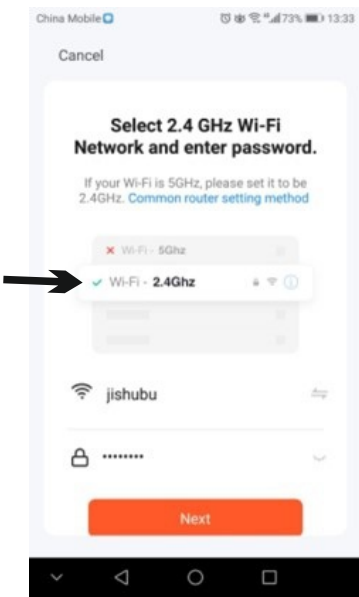 China Mobile 73% 13:33
Cancel
Select 2.4 GHz Wi-Fi
Network and enter password.
If your Wi-Fi is 5GHz, please set it to be
2.4GHz. Common router setting method
Wi-Fi - 5Ghz
Wi-Fi - 2.4Ghz
jishubu
••••••••
Next